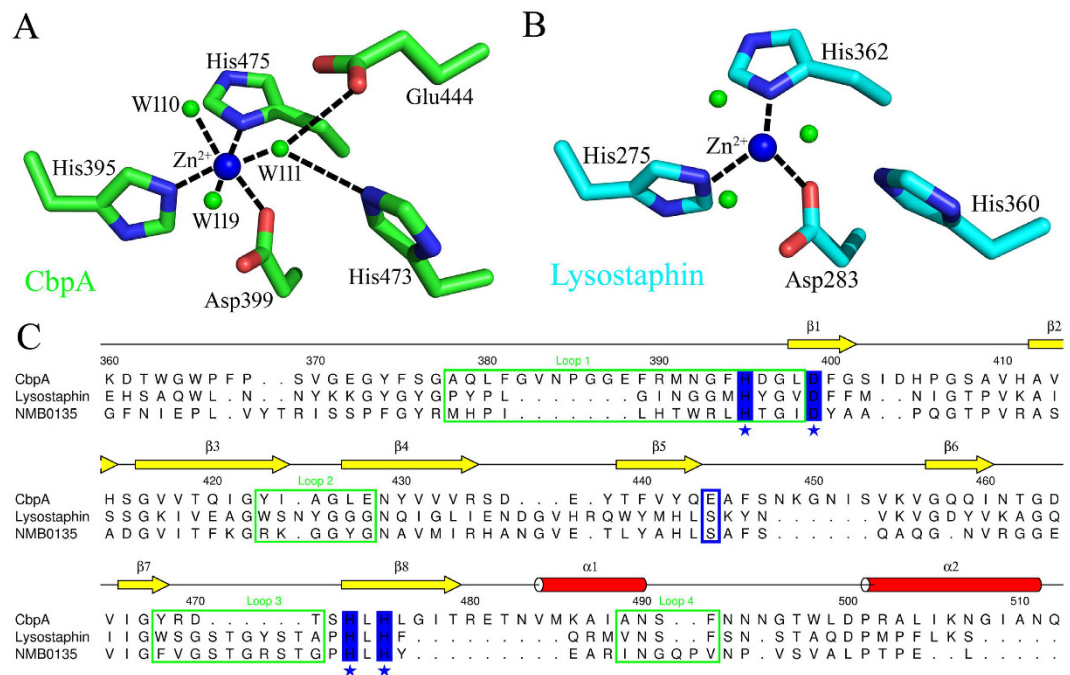 A
His475
W110
Glu444
Zn²⁺
His395
W111
W119
Asp399
His473
CbpA
B
His362
Zn²⁺
His275
His360
Asp283
Lysostaphin
C
β1 β2
360 370 380 Loop 1 390 400 410
CbpA K D T W G W P F P . . S V G E G Y F S G A Q L F G V N P G G E F R M N G F H D G L D F G S I D H P G S A V H A V
Lysostaphin E H S A Q W L . N . . N Y K K G Y G Y G P Y P L . . . . . . . G I N G G M H Y G V D F F M . . N I G T P V K A I
NMB0135 G F N I E P L . V Y T R I S S P F G Y R M H P I . . . . . . . L H T W R L H T G I D Y A A . . P Q G T P V R A S
β3 β4 β5 β6
420 Loop 2 430 440 450 460
CbpA H S G V V T Q I G Y I . A G L E N Y V V V R S D . . E . Y T F V Y Q E A F S N K G N I S V K V G Q Q I N T G D
Lysostaphin S S G K I V E A G W S N Y G G G N Q I G L I E N D G V H R Q W Y M H L S K Y N . . . . . . V K V G D Y V K A G Q
NMB0135 A D G V I T F K G R K . G G Y G N A V M I R H A N G V E . T L Y A H L S A F S . . . . . . Q A Q G . N V R G G E
β7 β8 α1 α2
470 Loop 3 480 490 Loop 4 500 510
CbpA V I G Y R D . . . . . . T S H L H L G I T R E T N V M K A I A N S . . F N N N G T W L D P R A L I K N G I A N Q
Lysostaphin I I G W S G S T G Y S T A P H L H F . . . . . . . . Q R M V N S . . F S N . S T A Q D P M P F L K S . . . . . .
NMB0135 V I G F V G S T G R S T G P H L H Y . . . . . . . . E A R I N G Q P V N P . V S V A L P T P E . . L . . . . . .